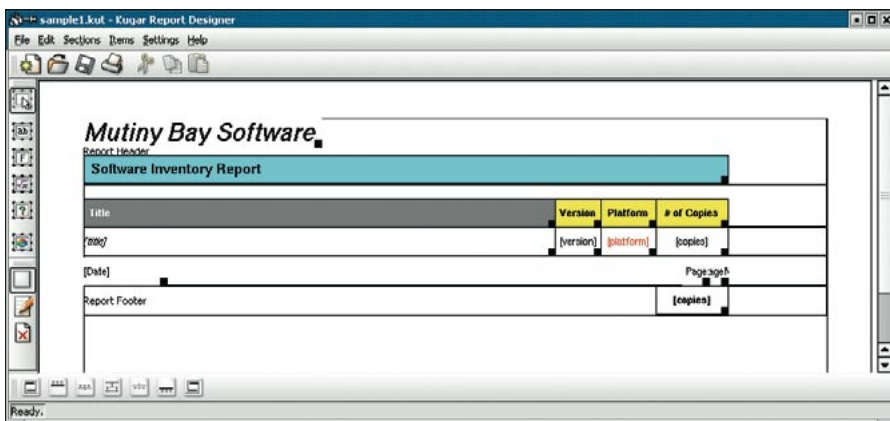 sample1.kut - Kugar Report Designer
File Edit Sections Items Settings Help
Mutiny Bay Software
Report Header
Software Inventory Report
Title Version Platform # of Copies
[title] [version] [platform] [copies]
[Date]
Report Footer [copies]
Ready.